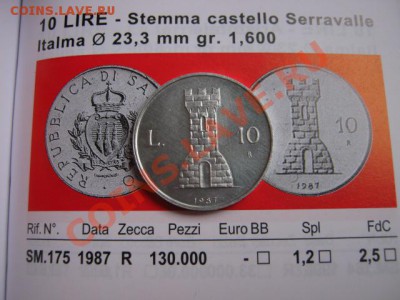 COINS.LAVE.RU
10 LIRE - Stemma castello Serravalle
Italma Ø 23,3 mm gr. 1,600
REPUBBLICA DI SA
L. 10
R
1987
10
R
1987
Rif. N°. Data Zecca Pezzi Euro BB Spl FdC
SM.175 1987 R 130.000 - □ 1,2 □ 2,5 □
COINS.LAVE.RU